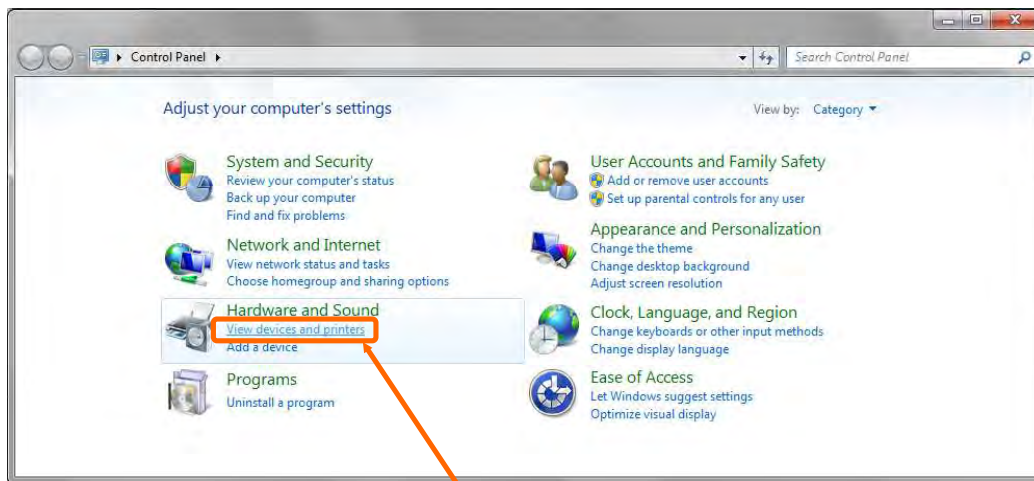 Control Panel
Search Control Panel
Adjust your computer's settings
View by: Category
System and Security
Review your computer's status
Back up your computer
Find and fix problems
Network and Internet
View network status and tasks
Choose homegroup and sharing options
Hardware and Sound
View devices and printers
Add a device
Programs
Uninstall a program
User Accounts and Family Safety
Add or remove user accounts
Set up parental controls for any user
Appearance and Personalization
Change the theme
Change desktop background
Adjust screen resolution
Clock, Language, and Region
Change keyboards or other input methods
Change display language
Ease of Access
Let Windows suggest settings
Optimize visual display